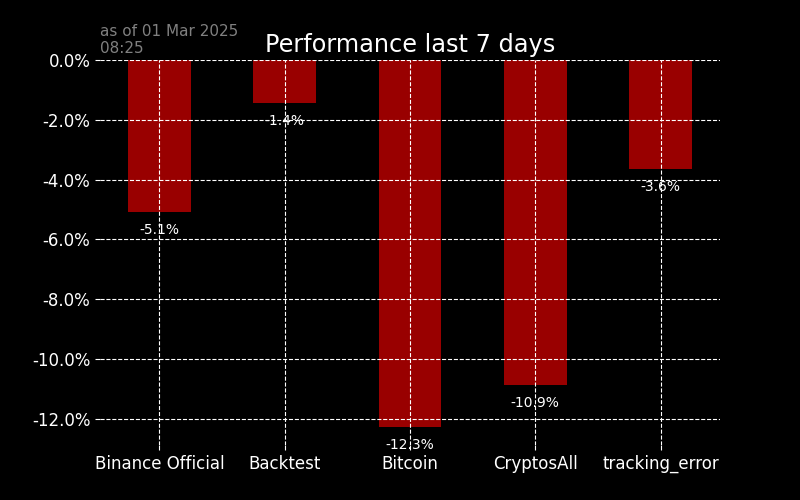 as of 01 Mar 2025
08:25
Performance last 7 days
0.0%
-2.0%
-4.0%
-6.0%
-8.0%
-10.0%
-12.0%
-5.1%
-1.4%
-12.3%
-10.9%
-3.6%
Binance Official
Backtest
Bitcoin
CryptosAll
tracking_error